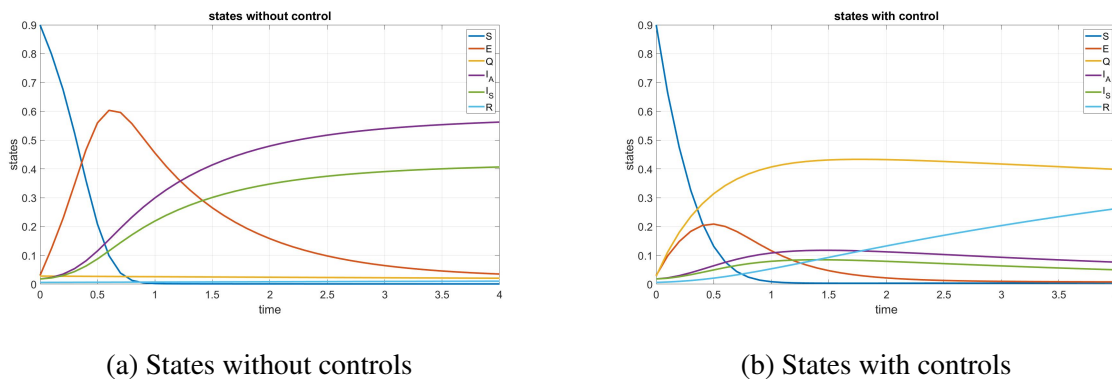 states without control
0.9
0.8
0.7
0.6
0.5
0.4
0.3
0.2
0.1
0
states
0 0.5 1 1.5 2 2.5 3 3.5 4
time
S
E
Q
I_A
I_S
R
(a) States without controls
states with control
0.9
0.8
0.7
0.6
0.5
0.4
0.3
0.2
0.1
0
states
0 0.5 1 1.5 2 2.5 3 3.5
time
S
E
Q
I_A
I_S
R
(b) States with controls